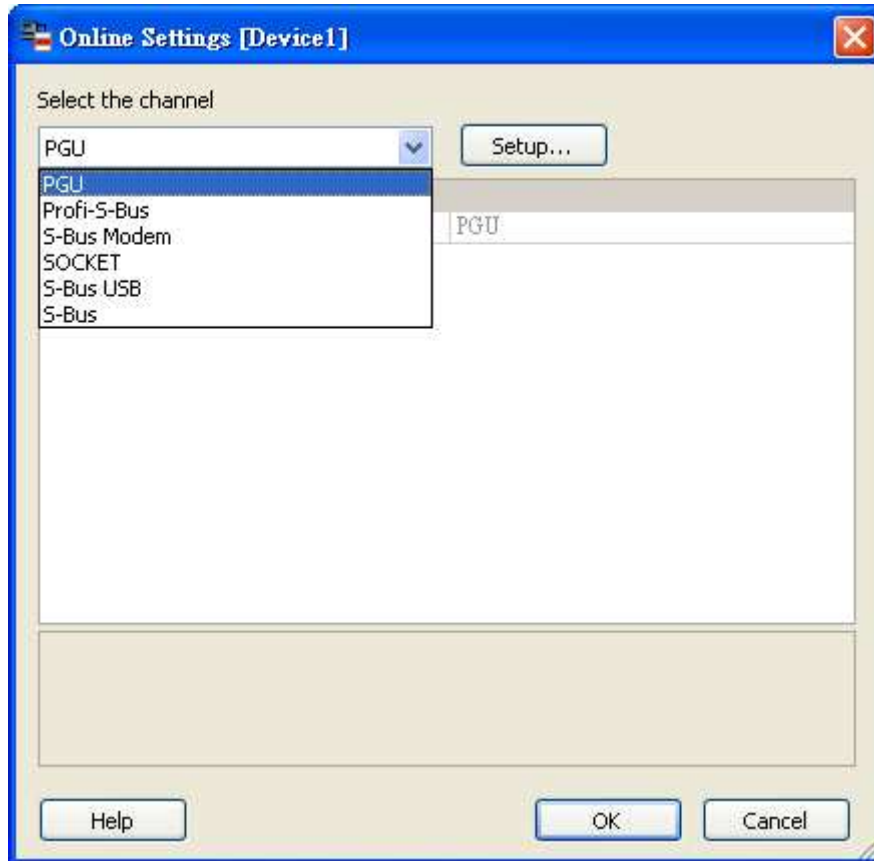 Online Settings [Device1]
Select the channel
PGU
Setup...
PGU
Profi-S-Bus
S-Bus Modem
SOCKET
S-Bus USB
S-Bus
PGU
Help
OK
Cancel